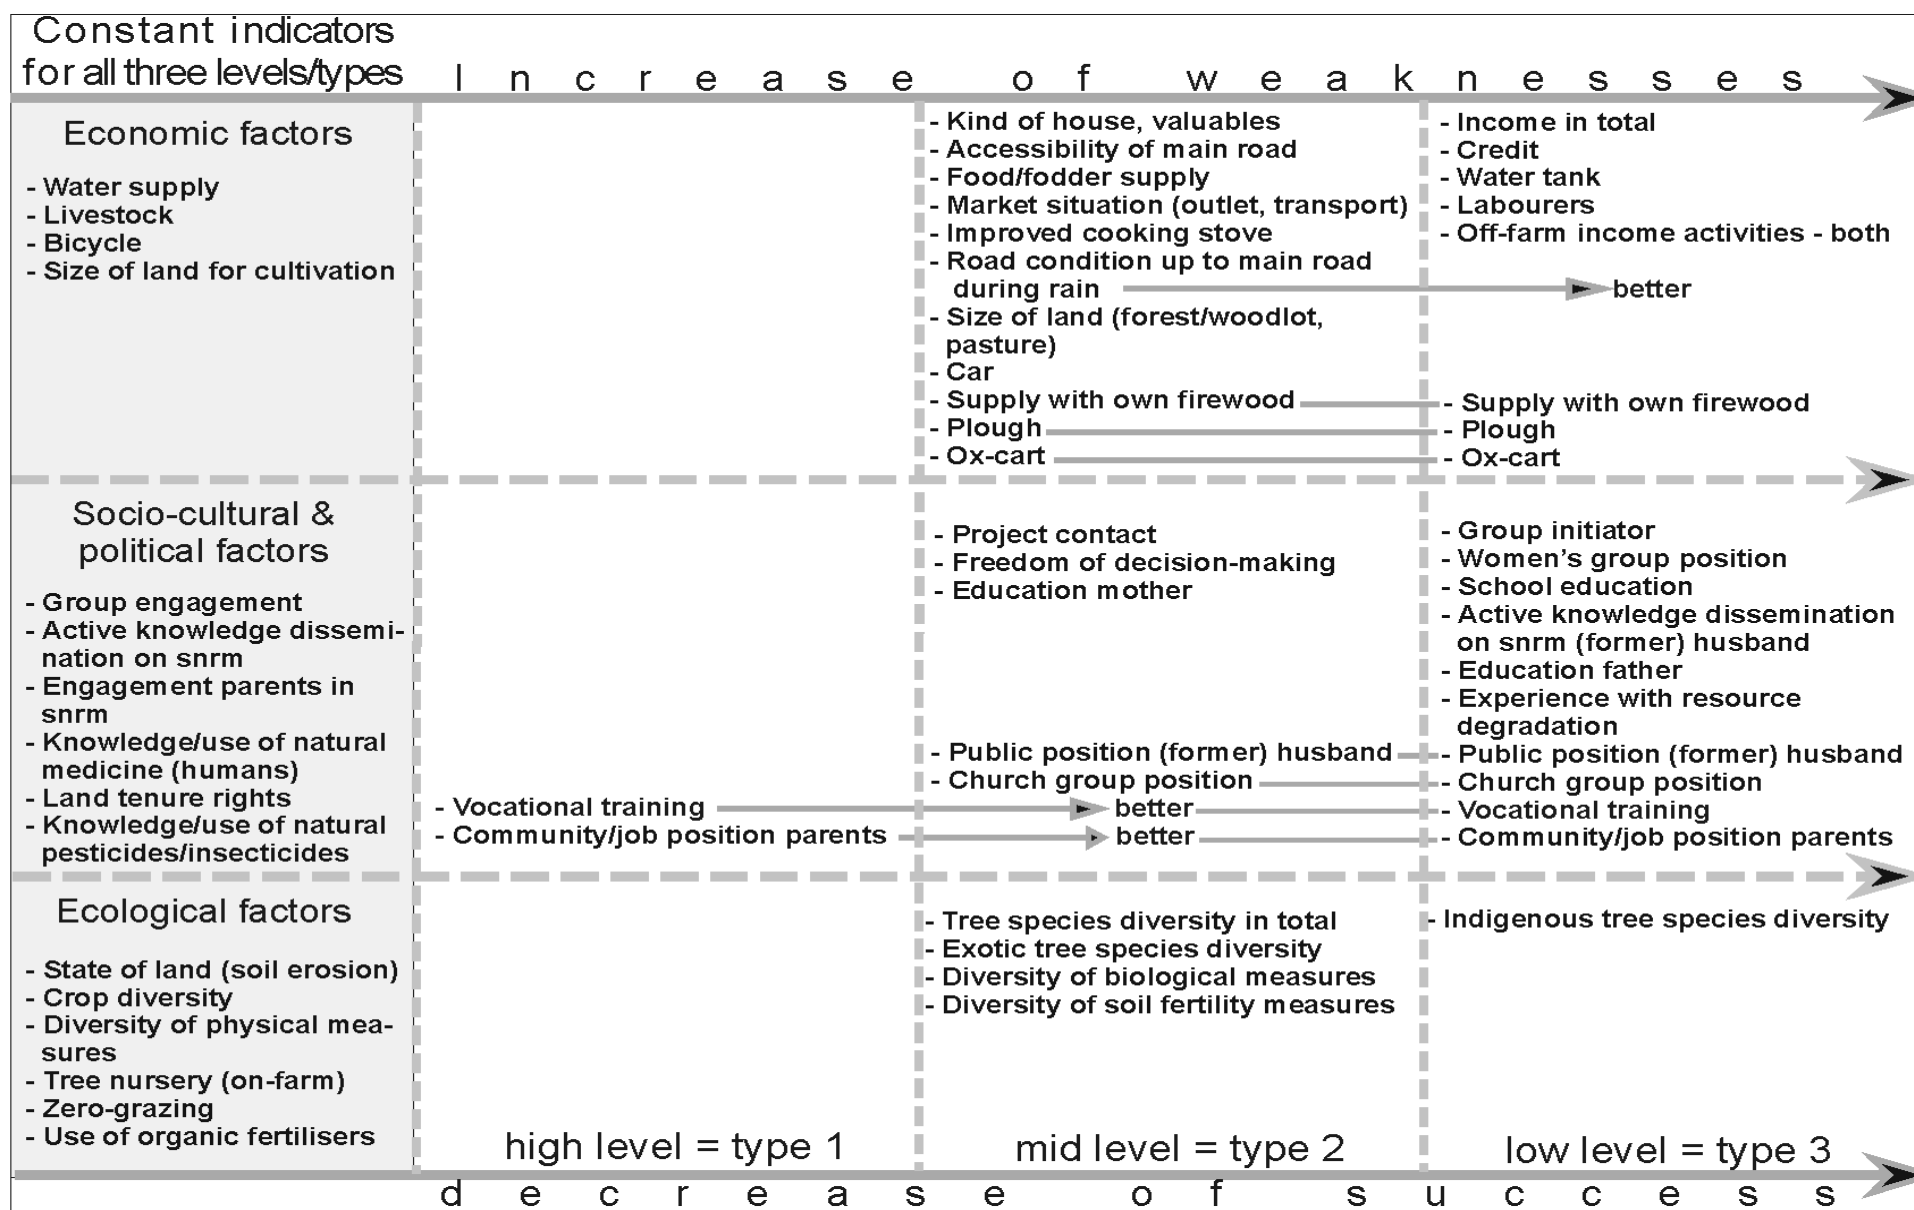 Constant indicators
for all three levels/types
Increase of weaknesses
Economic factors
- Water supply
- Livestock
- Bicycle
- Size of land for cultivation
- Kind of house, valuables
- Accessibility of main road
- Food/fodder supply
- Market situation (outlet, transport)
- Improved cooking stove
- Road condition up to main road
during rain
better
- Size of land (forest/woodlot,
pasture)
- Car
- Supply with own firewood
- Plough
- Ox-cart
- Income in total
- Credit
- Water tank
- Labourers
- Off-farm income activities - both
- Supply with own firewood
- Plough
- Ox-cart
Socio-cultural &
political factors
- Group engagement
- Active knowledge dissemi-
nation on snrm
- Engagement parents in
snrm
- Knowledge/use of natural
medicine (humans)
- Land tenure rights
- Knowledge/use of natural
pesticides/insecticides
- Vocational training
- Community/job position parents
- Project contact
- Freedom of decision-making
- Education mother
- Public position (former) husband
- Church group position
better
better
- Group initiator
- Women's group position
- School education
- Active knowledge dissemination
on snrm (former) husband
- Education father
- Experience with resource
degradation
- Public position (former) husband
- Church group position
- Vocational training
- Community/job position parents
Ecological factors
- State of land (soil erosion)
- Crop diversity
- Diversity of physical mea-
sures
- Tree nursery (on-farm)
- Zero-grazing
- Use of organic fertilisers
- Tree species diversity in total
- Exotic tree species diversity
- Diversity of biological measures
- Diversity of soil fertility measures
- Indigenous tree species diversity
high level = type 1
mid level = type 2
low level = type 3
decrease of success